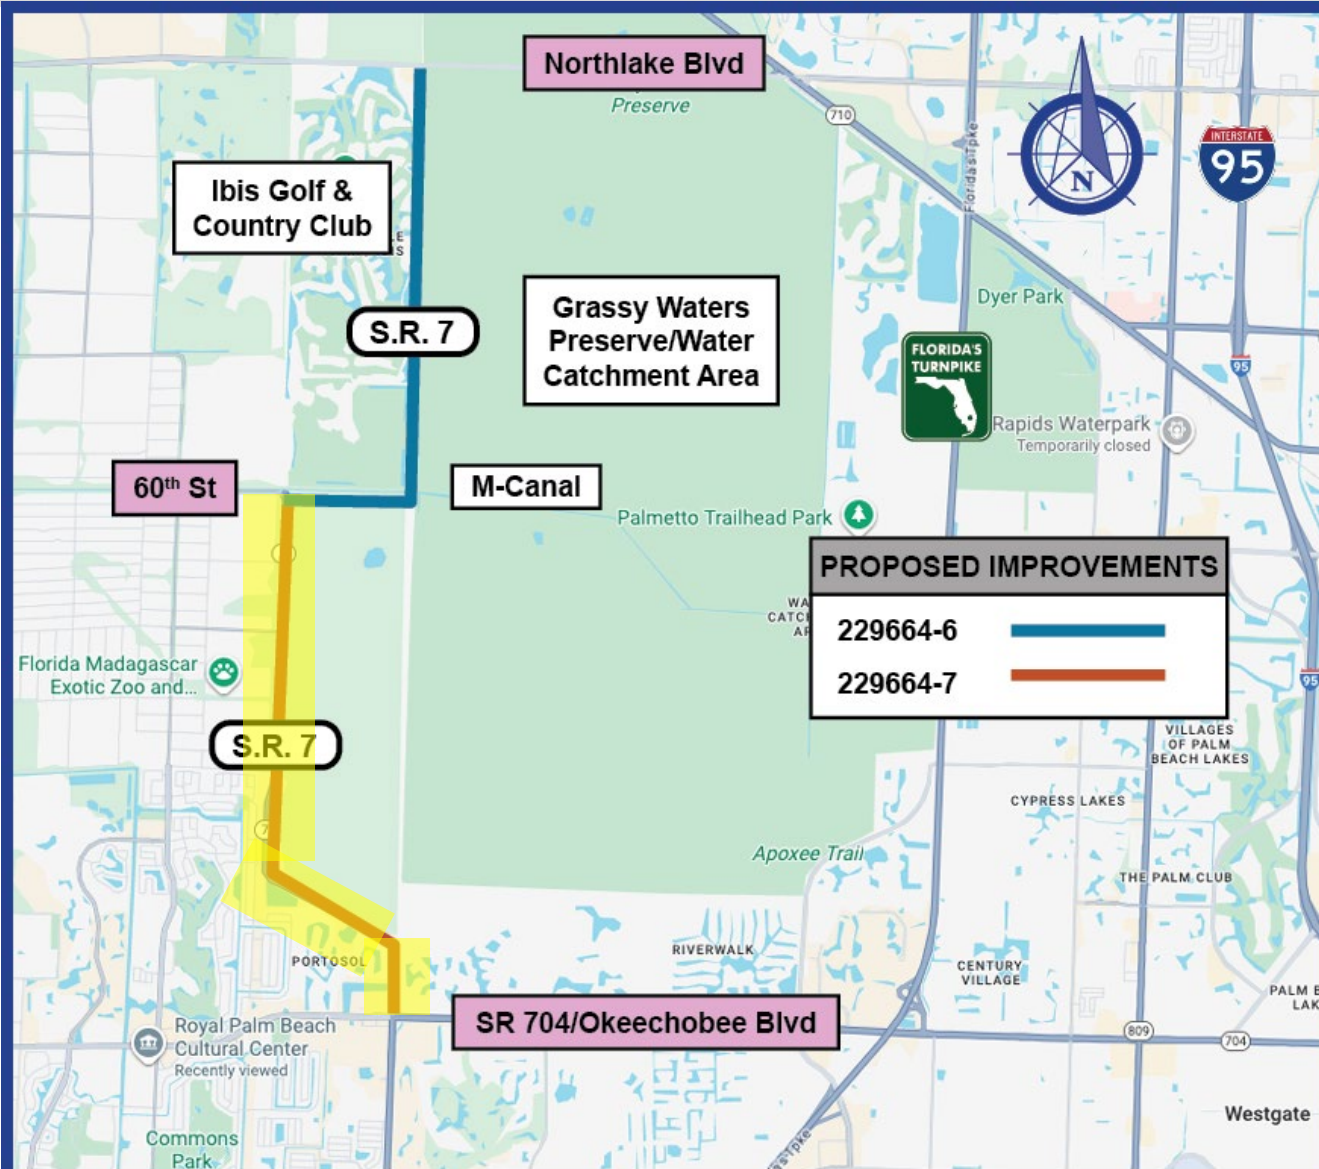 Northlake Blvd
Preserve
710
Florida's Tpke
N
INTERSTATE
95
Ibis Golf &
Country Club
S.R. 7
Grassy Waters
Preserve/Water
Catchment Area
Dyer Park
FLORIDA'S
TURNPIKE
95
Rapids Waterpark
Temporarily closed
60th St
M-Canal
Palmetto Trailhead Park
PROPOSED IMPROVEMENTS
229664-6
229664-7
Florida Madagascar
Exotic Zoo and...
95
S.R. 7
VILLAGES
OF PALM
BEACH LAKES
CYPRESS LAKES
7
Apoxee Trail
THE PALM CLUB
RIVERWALK
PORTOSOL
CENTURY
VILLAGE
SR 704/Okeechobee Blvd
809
704
Royal Palm Beach
Cultural Center
Recently viewed
Commons
Park
Westgate